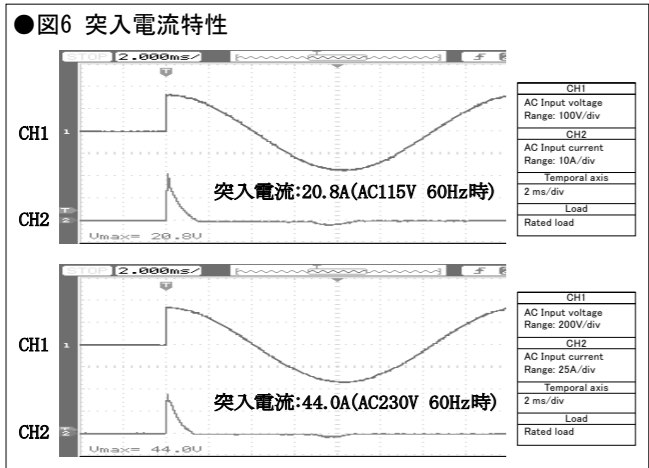 ●図6 突入電流特性
STOP 2.000ms/
CH1
1
突入電流:20.8A(AC115V 60Hz時)
CH2
2
Vmax= 20.8V
CH1
AC Input voltage
Range: 100V/div
CH2
AC Input current
Range: 10A/div
Temporal axis
2 ms/div
Load
Rated load
STOP 2.000ms/
CH1
1
突入電流:44.0A(AC230V 60Hz時)
CH2
2
Vmax= 44.0V
CH1
AC Input voltage
Range: 200V/div
CH2
AC Input current
Range: 25A/div
Temporal axis
2 ms/div
Load
Rated load